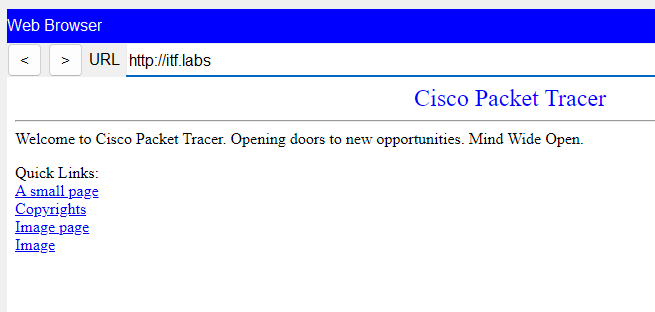 Web Browser
< > URL http://itf.labs
Cisco Packet Tracer
Welcome to Cisco Packet Tracer. Opening doors to new opportunities. Mind Wide Open.
Quick Links:
A small page
Copyrights
Image page
Image